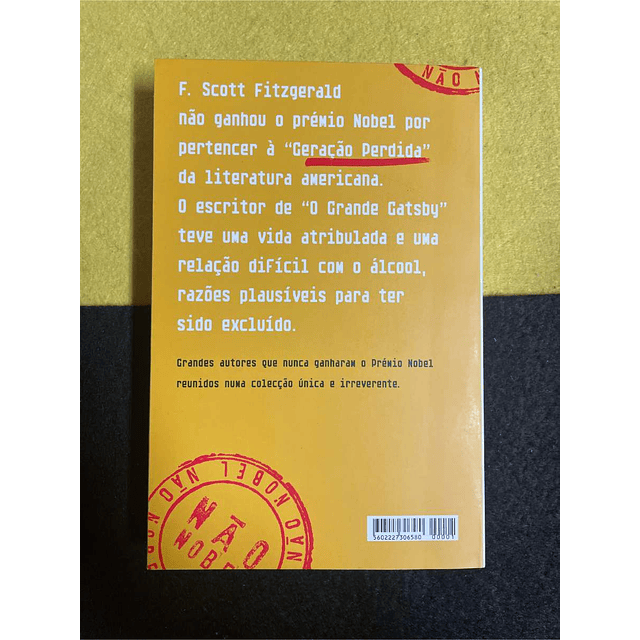 NÃO
F. Scott Fitzgerald
não ganhou o prémio Nobel por
pertencer à “Geração Perdida”
da literatura americana.
O escritor de “O Grande Gatsby”
teve uma vida atribulada e uma
relação difícil com o álcool,
razões plausíveis para ter
sido excluído.
Grandes autores que nunca ganharam o Prémio Nobel
reunidos numa colecção única e irreverente.
NÃO NOBEL NÃO
NÃO
5602227306580
00001